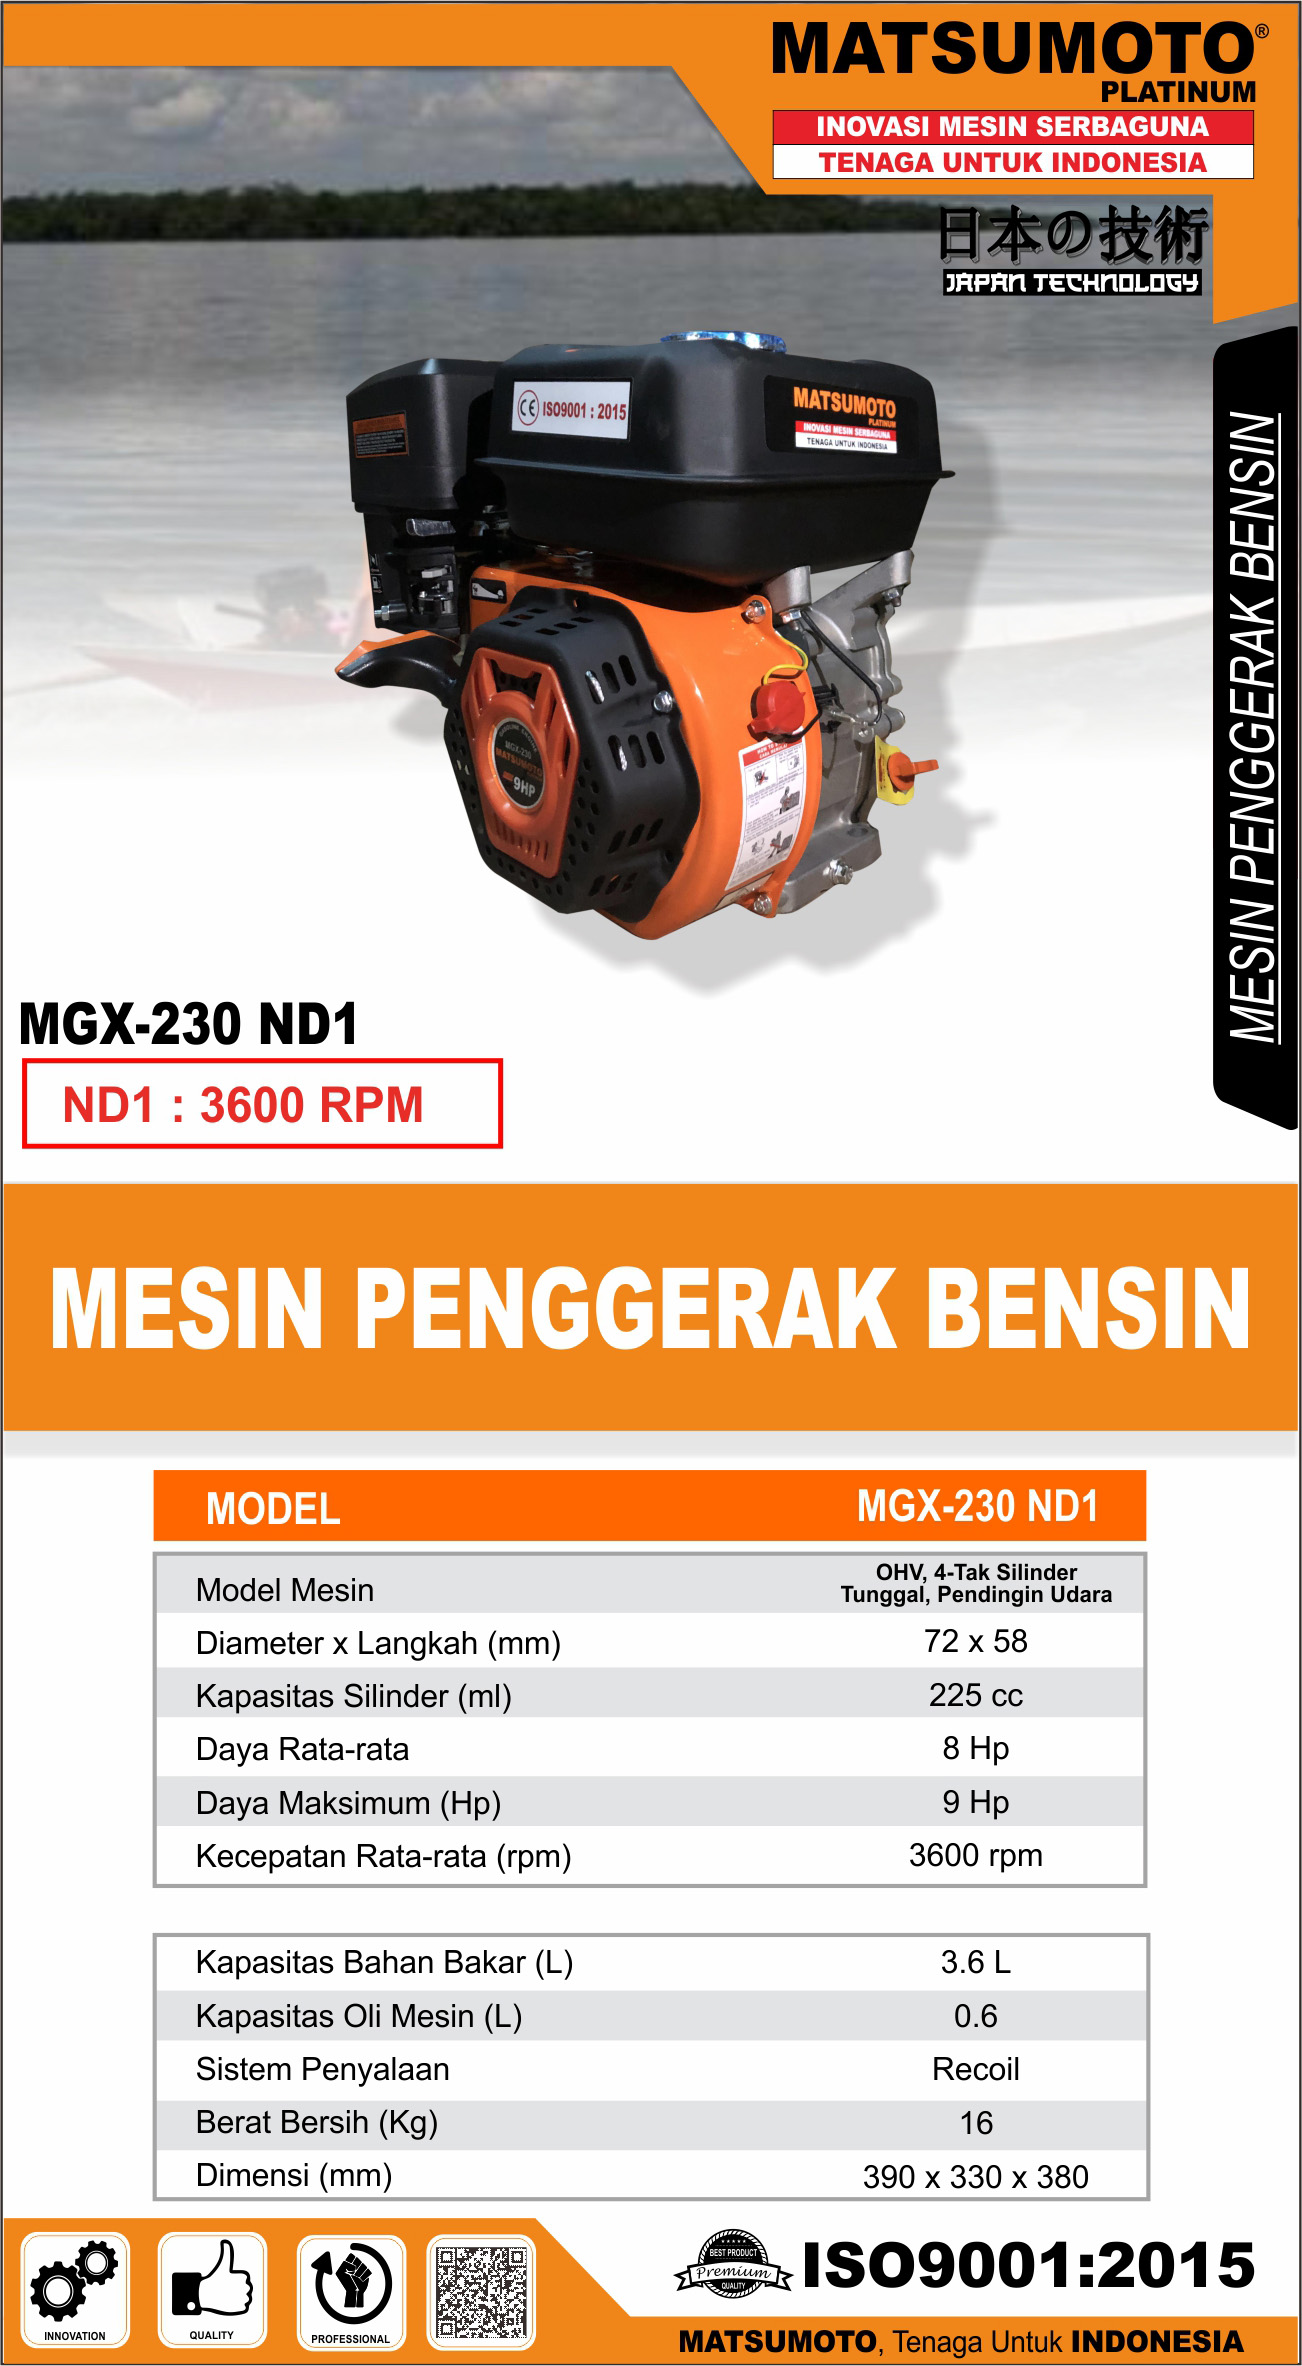 MATSUMOTO®
PLATINUM
INOVASI MESIN SERBAGUNA
TENAGA UNTUK INDONESIA
日本の技術
JAPAN TECHNOLOGY
CE ISO9001 : 2015
MATSUMOTO
PLATINUM
INOVASI MESIN SERBAGUNA
TENAGA UNTUK INDONESIA
MGX-230
MATSUMOTO
9HP
MESIN PENGGERAK BENSIN
MGX-230 ND1
ND1 : 3600 RPM
MESIN PENGGERAK BENSIN
MODEL MGX-230 ND1
Model Mesin OHV, 4-Tak Silinder
Tunggal, Pendingin Udara
Diameter x Langkah (mm) 72 x 58
Kapasitas Silinder (ml) 225 cc
Daya Rata-rata 8 Hp
Daya Maksimum (Hp) 9 Hp
Kecepatan Rata-rata (rpm) 3600 rpm
Kapasitas Bahan Bakar (L) 3.6 L
Kapasitas Oli Mesin (L) 0.6
Sistem Penyalaan Recoil
Berat Bersih (Kg) 16
Dimensi (mm) 390 x 330 x 380
INNOVATION
QUALITY
PROFESSIONAL
BEST PRODUCT
Premium
QUALITY
ISO9001:2015
MATSUMOTO, Tenaga Untuk INDONESIA